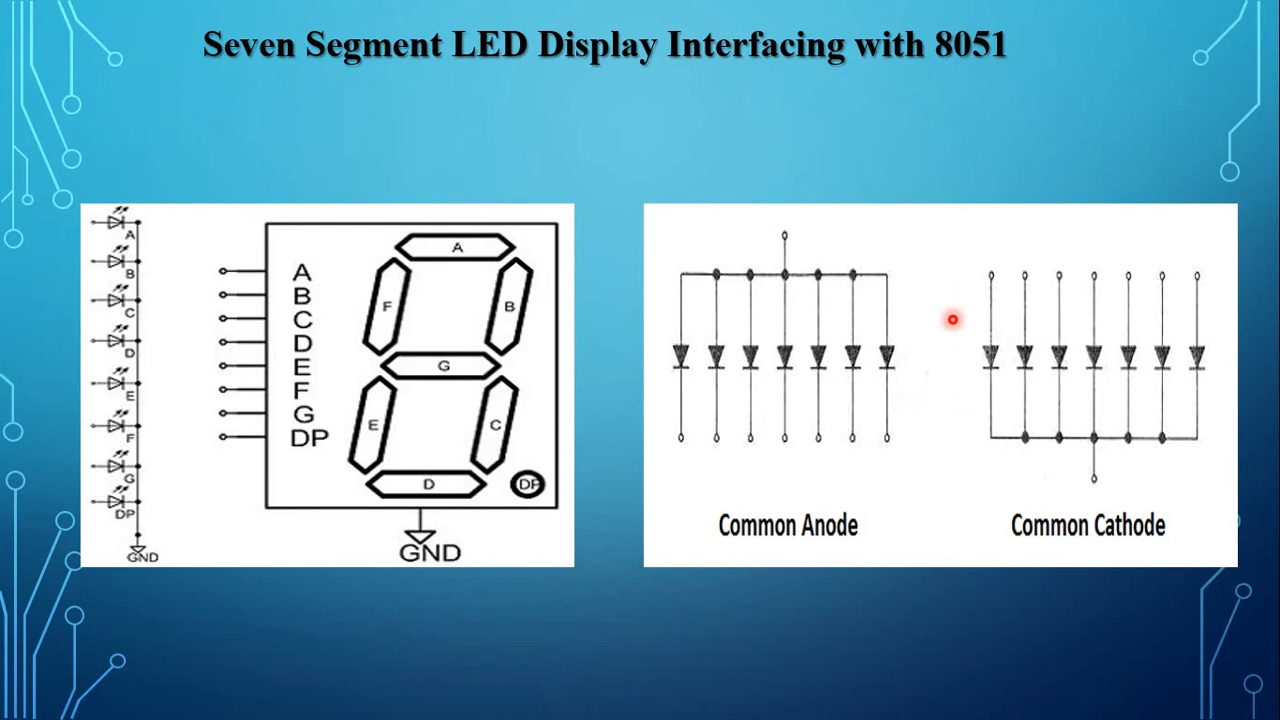 Seven Segment LED Display Interfacing with 8051
A
B
C
D
E
F
G
DP
GND
A
B
C
D
E
F
G
DP
A
F
B
G
E
C
D
DP
GND
Common Anode
Common Cathode